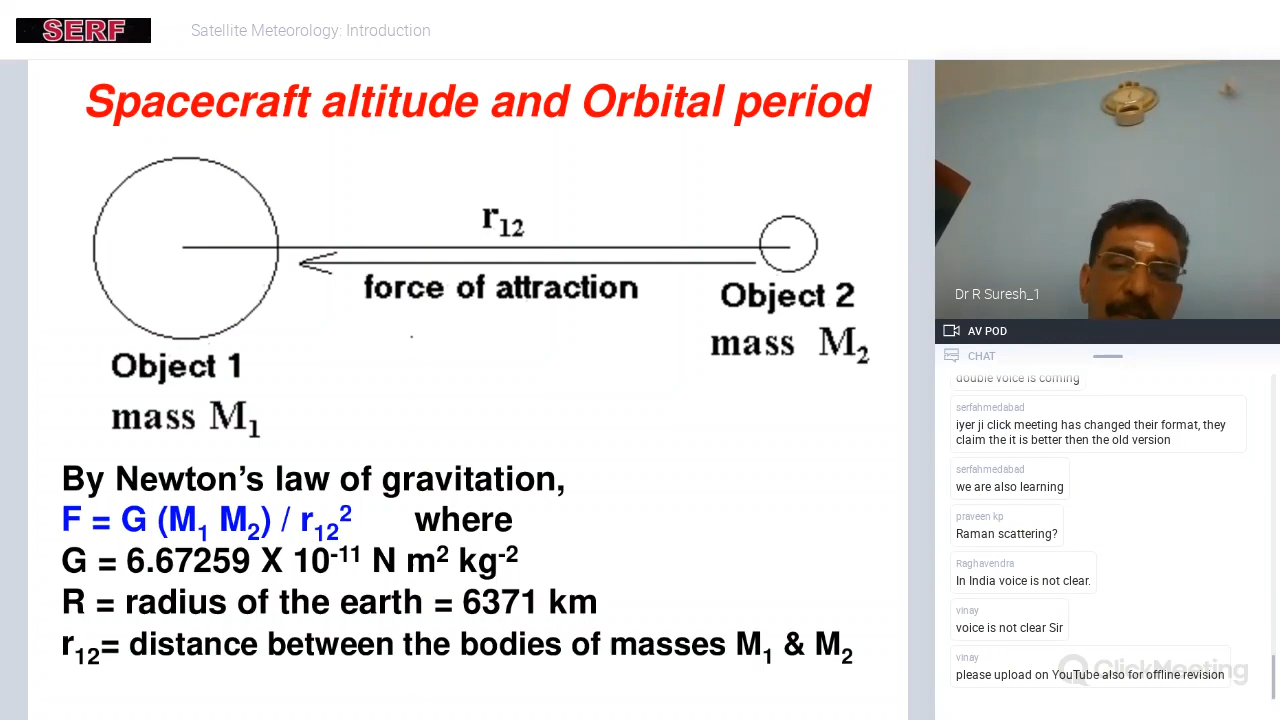 SERF
Satellite Meteorology: Introduction
Spacecraft altitude and Orbital period
r12
force of attraction
Object 1
mass M1
Object 2
mass M2
By Newton’s law of gravitation,
F = G (M1 M2) / r12² where
G = 6.67259 X 10⁻¹¹ N m² kg⁻²
R = radius of the earth = 6371 km
r12= distance between the bodies of masses M1 & M2
Dr R Suresh_1
AV POD
CHAT
double voice is coming
serfahmedabad
iyer ji click meeting has changed their format, they
claim the it is better then the old version
serfahmedabad
we are also learning
praveen kp
Raman scattering?
Raghavendra
In India voice is not clear.
vinay
voice is not clear Sir
vinay
please upload on YouTube also for offline revision
ClickMeeting